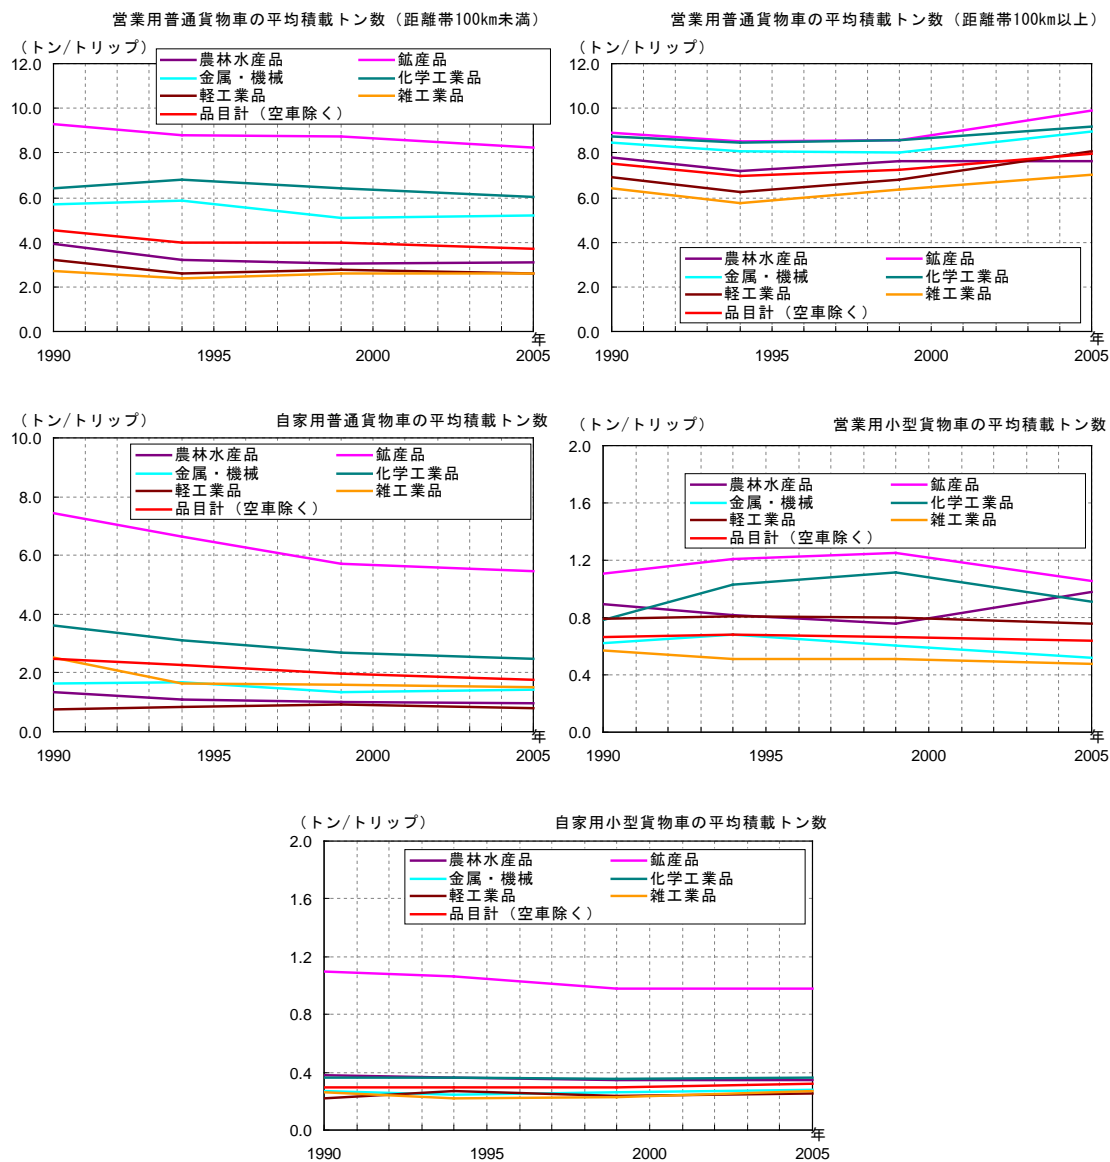 営業用普通貨物車の平均積載トン数（距離帯100km未満）
（トン/トリップ）
農林水産品 鉱産品
金属・機械 化学工業品
軽工業品 雑工業品
品目計（空車除く）
12.0
10.0
8.0
6.0
4.0
2.0
0.0
年
1990 1995 2000 2005
営業用普通貨物車の平均積載トン数（距離帯100km以上）
（トン/トリップ）
12.0
10.0
8.0
6.0
4.0
2.0
0.0
農林水産品 鉱産品
金属・機械 化学工業品
軽工業品 雑工業品
品目計（空車除く）
年
1990 1995 2000 2005
（トン/トリップ） 自家用普通貨物車の平均積載トン数
10.0
8.0
6.0
4.0
2.0
0.0
農林水産品 鉱産品
金属・機械 化学工業品
軽工業品 雑工業品
品目計（空車除く）
年
1990 1995 2000 2005
（トン/トリップ） 営業用小型貨物車の平均積載トン数
2.0
1.6
1.2
0.8
0.4
0.0
農林水産品 鉱産品
金属・機械 化学工業品
軽工業品 雑工業品
品目計（空車除く）
年
1990 1995 2000 2005
（トン/トリップ） 自家用小型貨物車の平均積載トン数
2.0
1.6
1.2
0.8
0.4
0.0
農林水産品 鉱産品
金属・機械 化学工業品
軽工業品 雑工業品
品目計（空車除く）
年
1990 1995 2000 2005